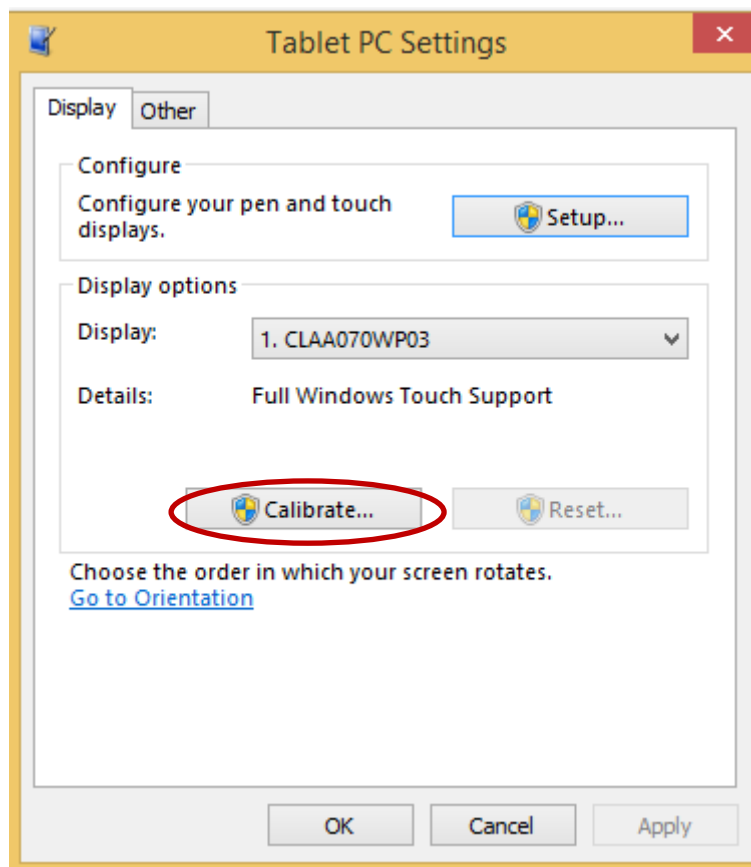 Tablet PC Settings
Display
Other
Configure
Configure your pen and touch
displays.
Setup...
Display options
Display:
1. CLAA070WP03
Details:
Full Windows Touch Support
Calibrate...
Reset...
Choose the order in which your screen rotates.
Go to Orientation
OK
Cancel
Apply